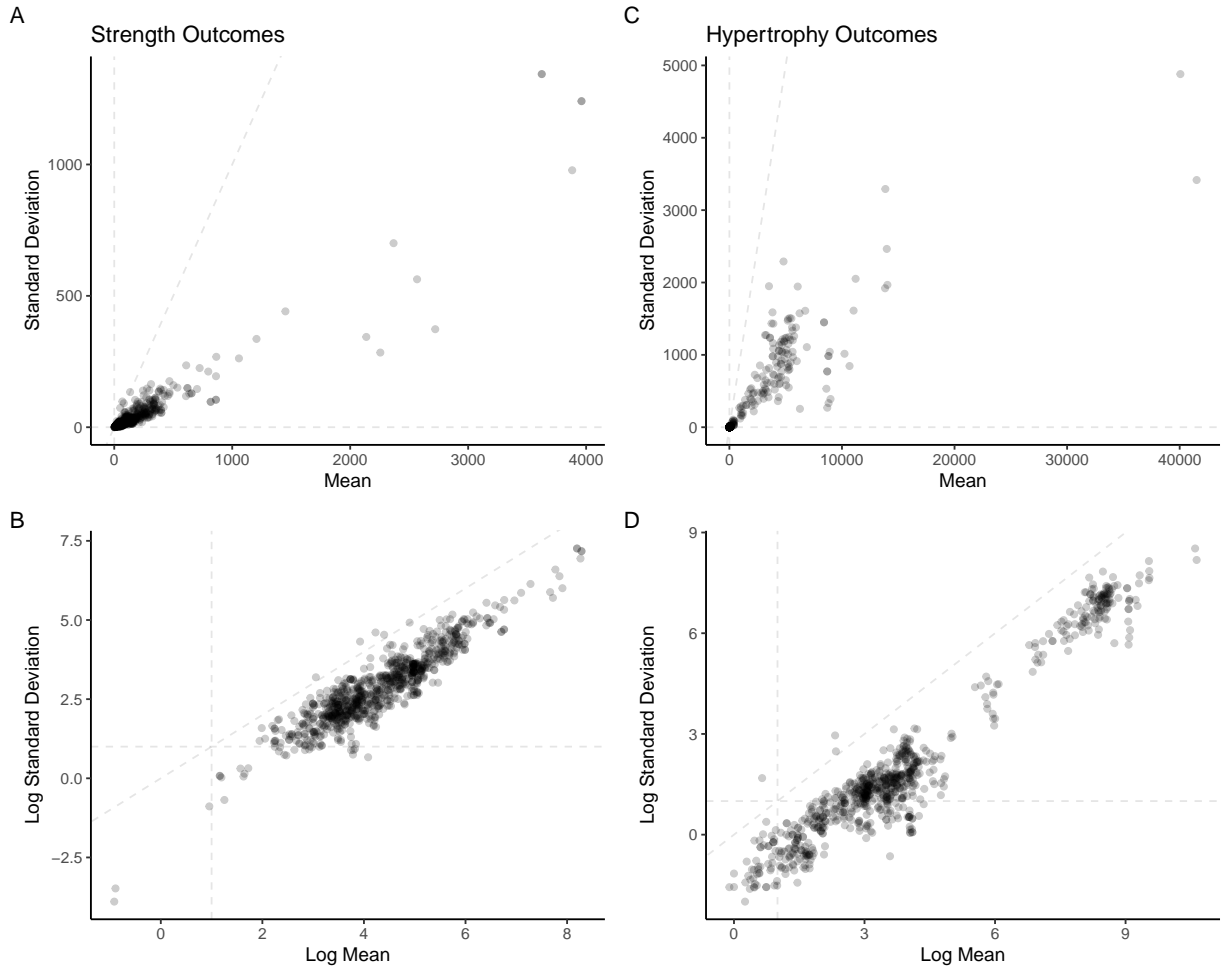 A
Strength Outcomes
1000
500
0
Standard Deviation
0 1000 2000 3000 4000
Mean
C
Hypertrophy Outcomes
5000
4000
3000
2000
1000
0
Standard Deviation
0 10000 20000 30000 40000
Mean
B
7.5
5.0
2.5
0.0
−2.5
Log Standard Deviation
0 2 4 6 8
Log Mean
D
9
6
3
0
Log Standard Deviation
0 3 6 9
Log Mean